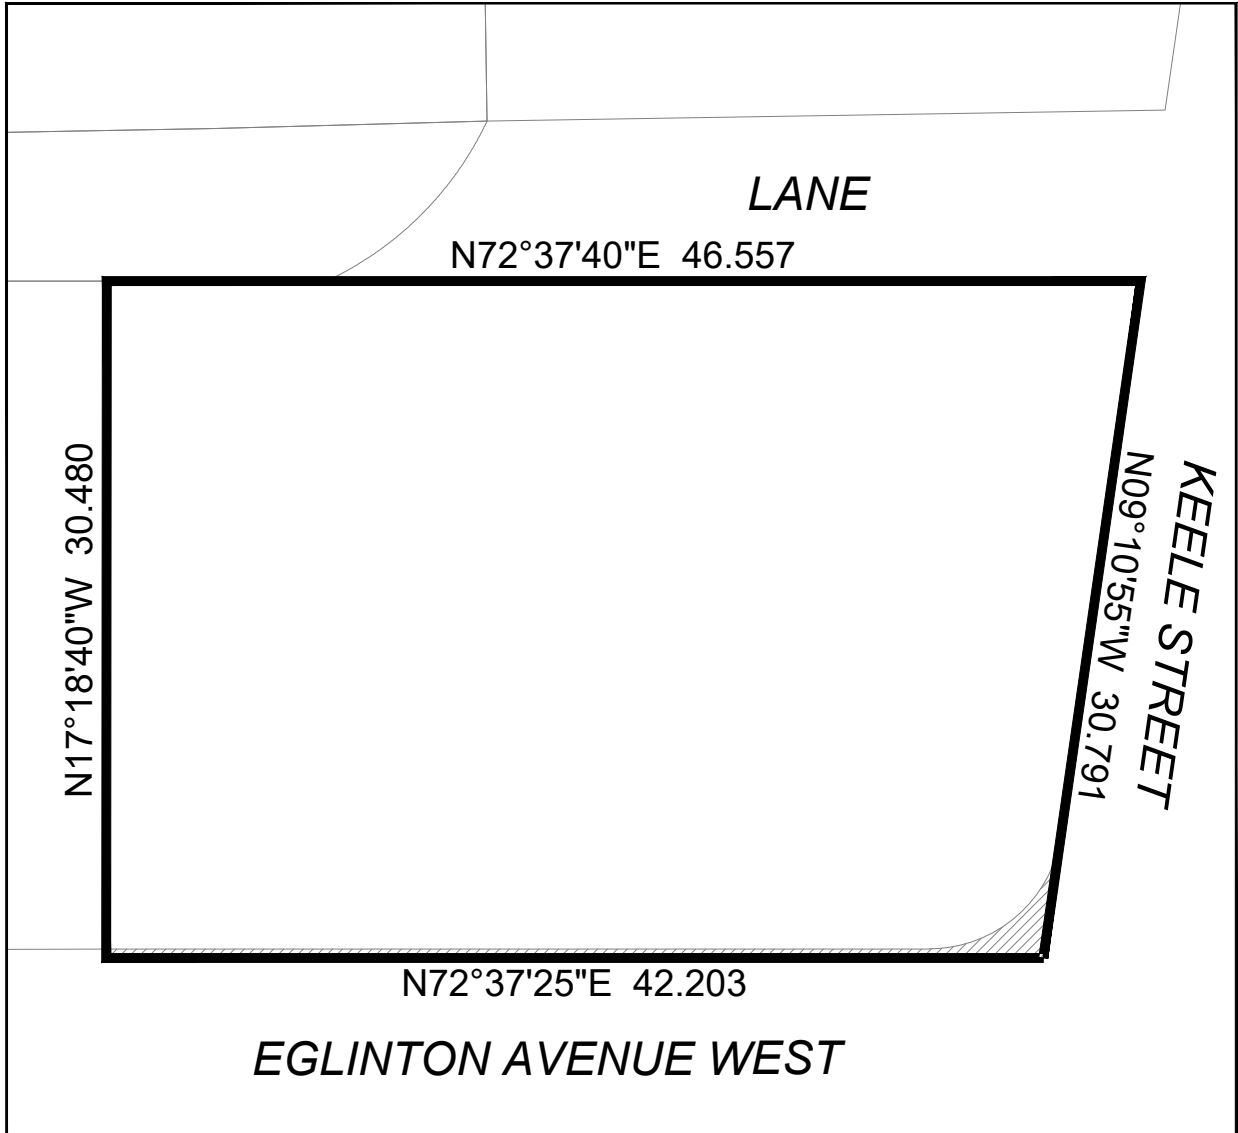 LANE
N72°37'40"E 46.557
N17°18'40"W 30.480
N09°10'55"W 30.791
KEELE STREET
N72°37'25"E 42.203
EGLINTON AVENUE WEST